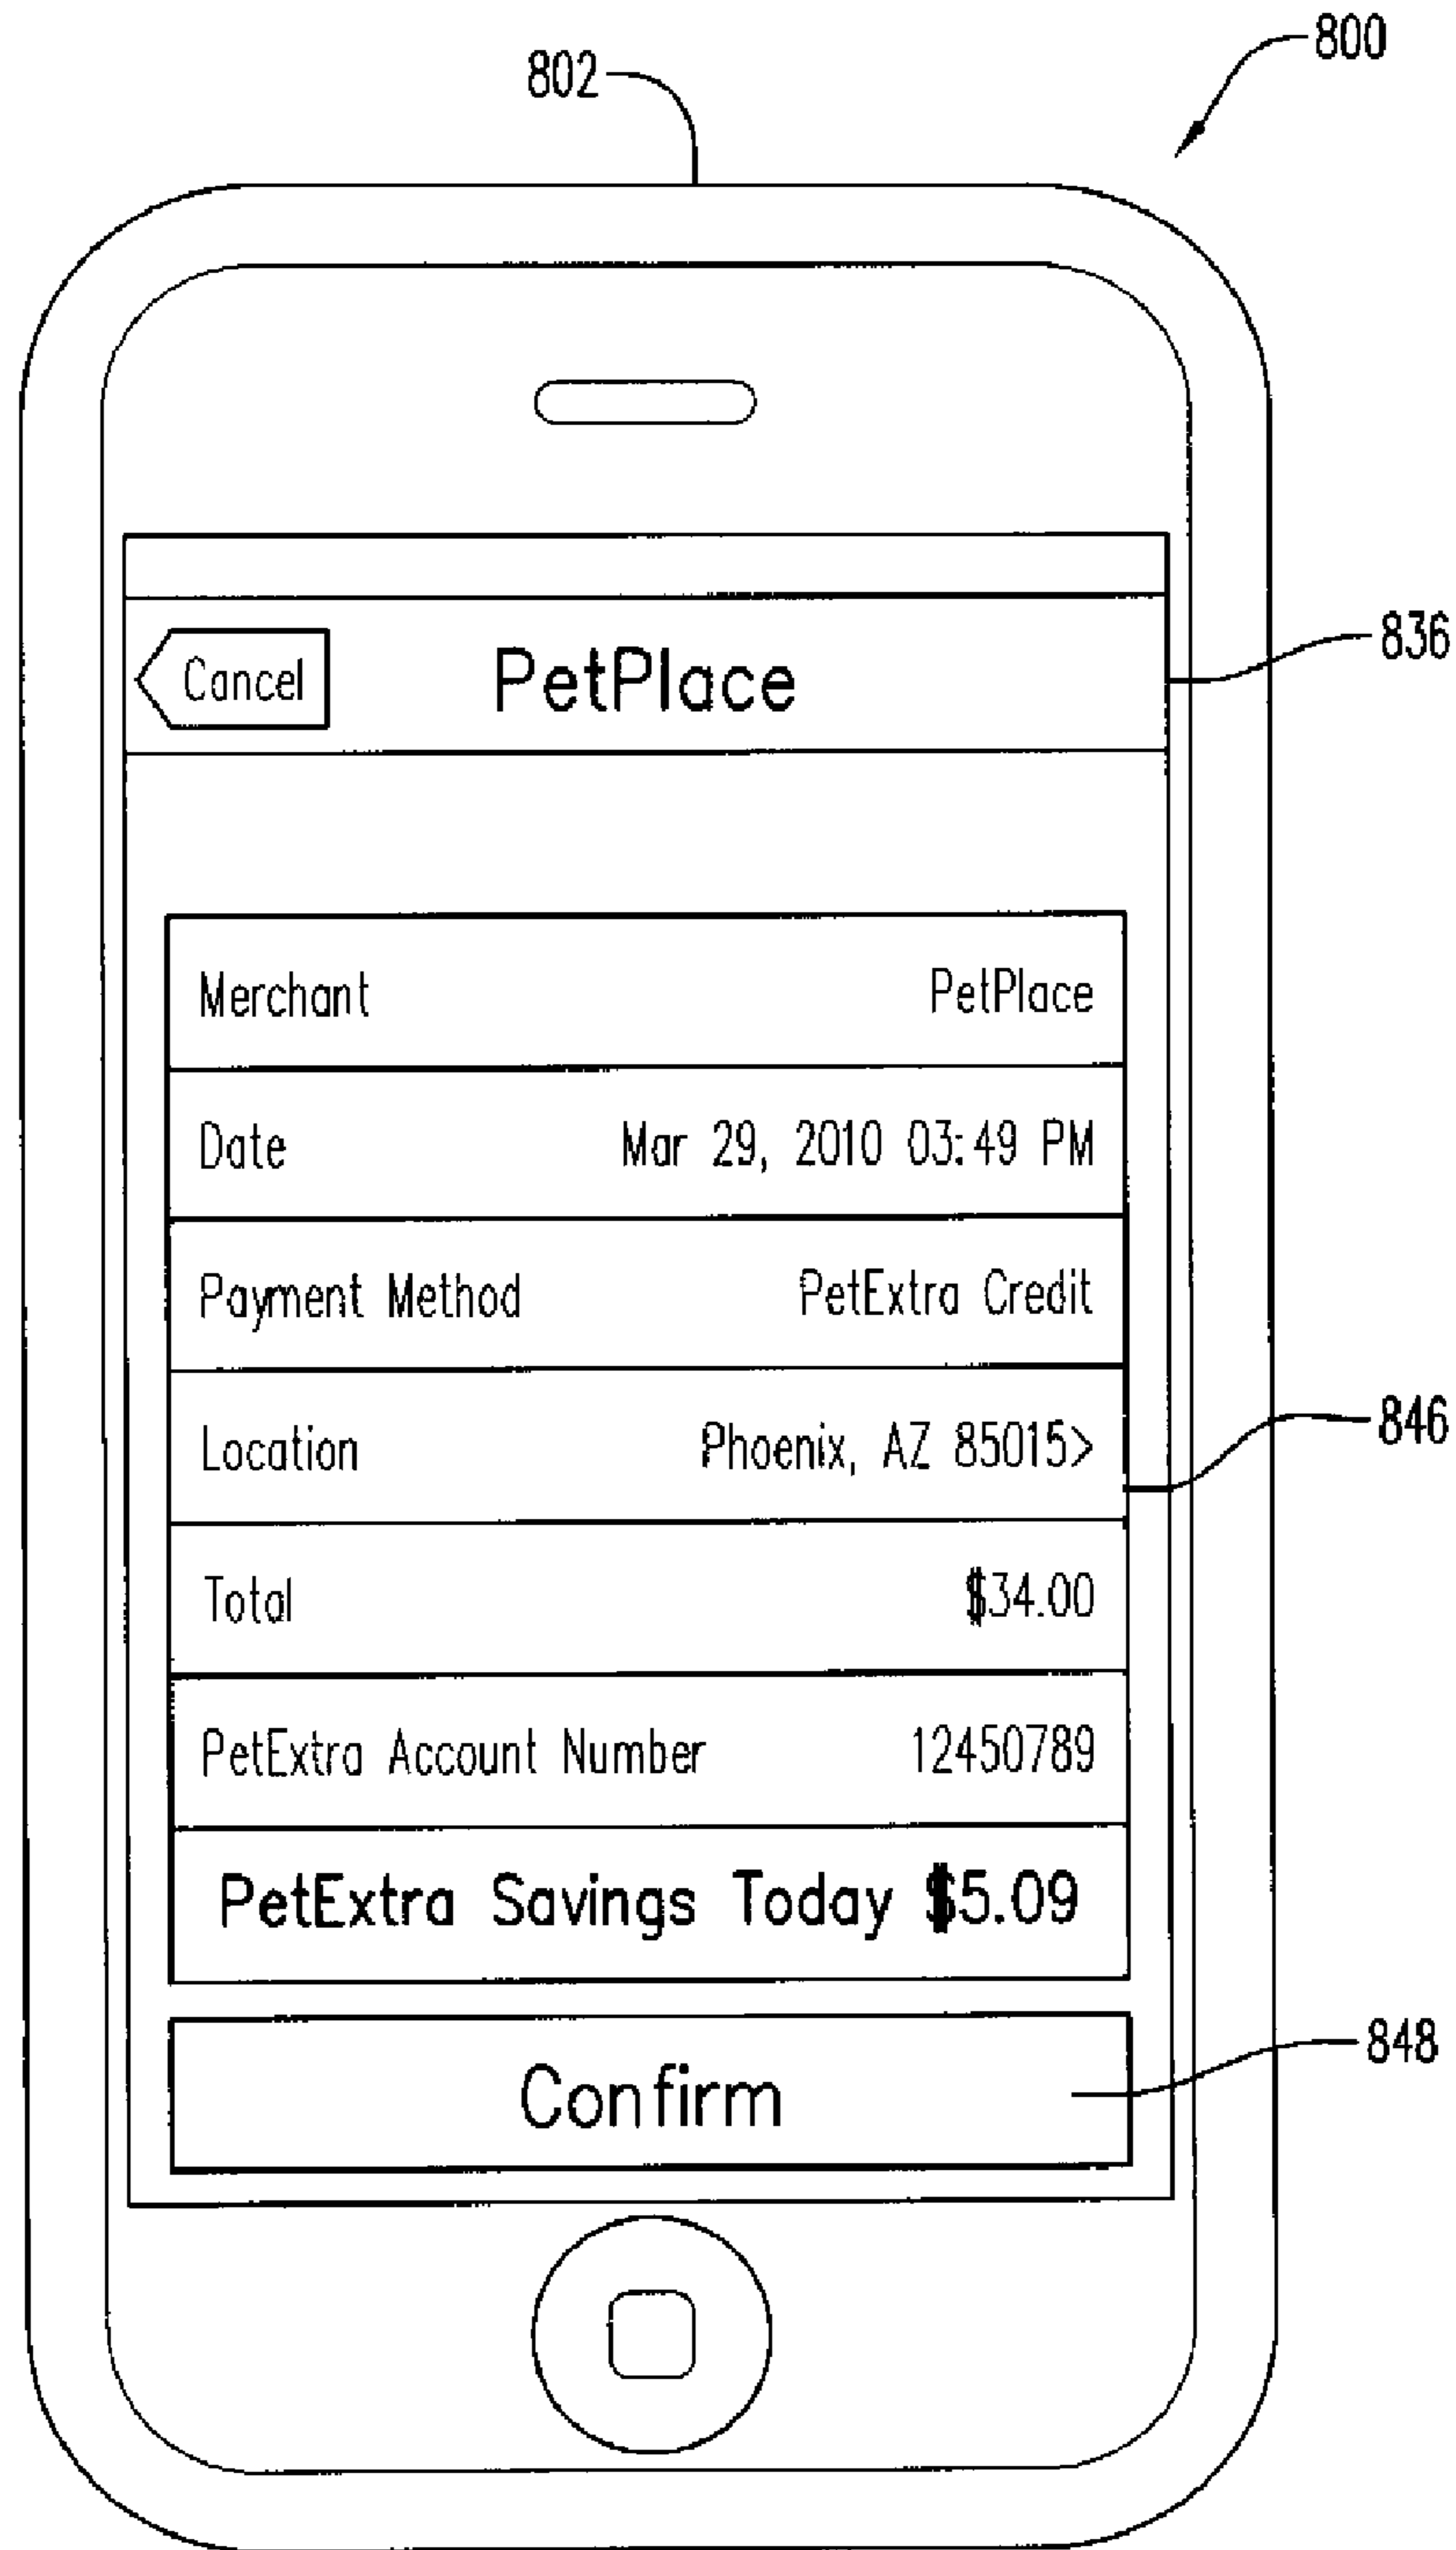 800
802
Cancel PetPlace
836
Merchant PetPlace
Date Mar 29, 2010 03:49 PM
Payment Method PetExtra Credit
Location Phoenix, AZ 85015>
846
Total $34.00
PetExtra Account Number 12450789
PetExtra Savings Today $5.09
Confirm
848